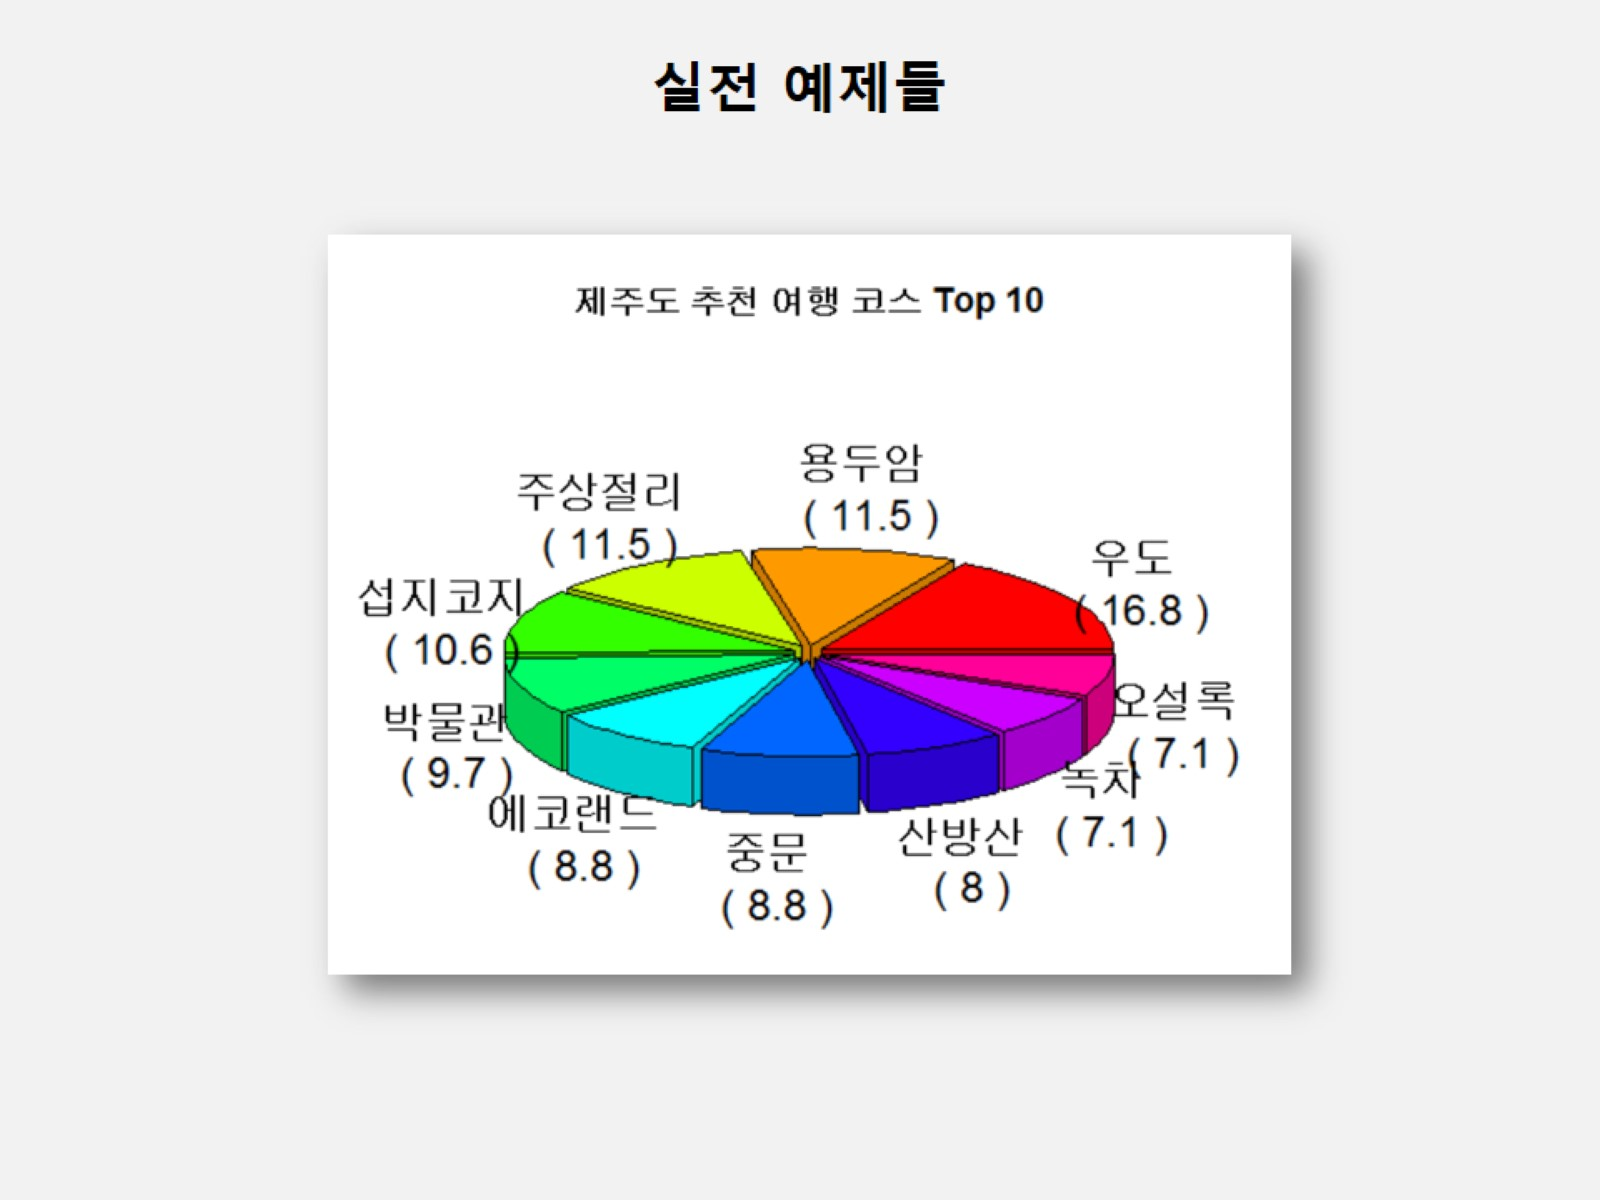 실전 예제들
제주도 추천 여행 코스 Top 10
용두암
( 11.5 )
주상절리
( 11.5 )
우도
( 16.8 )
섭지코지
( 10.6 )
오설록
( 7.1 )
박물관
( 9.7 )
녹차
( 7.1 )
에코랜드
( 8.8 )
중문
( 8.8 )
산방산
( 8 )